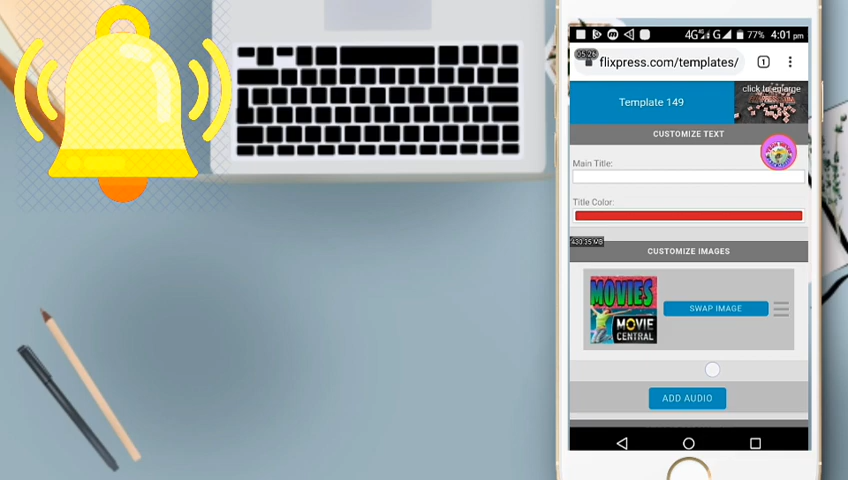 4G G 77% 4:01 pm
05:26
flixpress.com/templates/
1
Template 149
click to enlarge
CUSTOMIZE TEXT
Main Title:
Title Color:
430.35 MB
CUSTOMIZE IMAGES
MOVIES
MOVIE
CENTRAL
SWAP IMAGE
ADD AUDIO